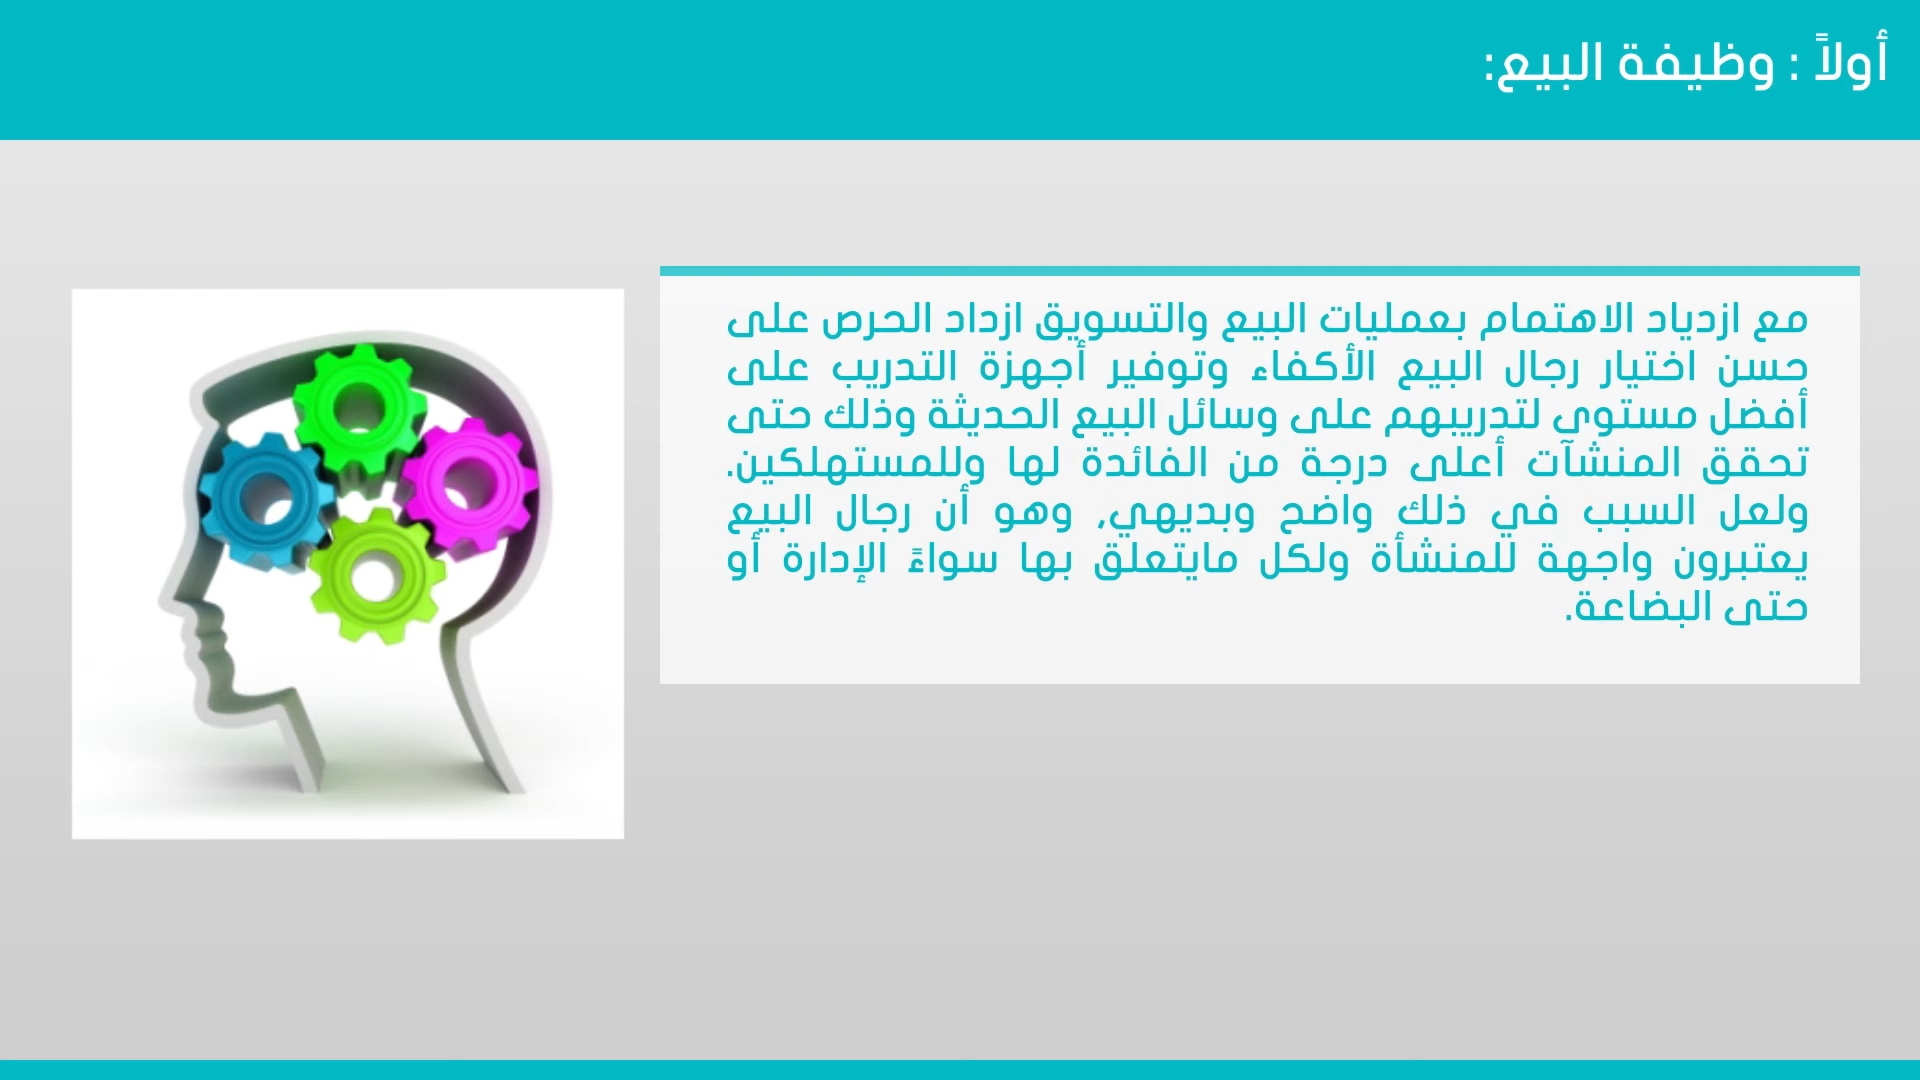 أولاً : وظيفة البيع:
مع ازدياد الاهتمام بعمليات البيع والتسويق ازداد الحرص على
حسن اختيار رجال البيع الأكفاء وتوفير أجهزة التدريب على
أفضل مستوى لتدريبهم على وسائل البيع الحديثة وذلك حتى
تحقق المنشآت أعلى درجة من الفائدة لها وللمستهلكين.
ولعل السبب في ذلك واضح وبديهي, وهو أن رجال البيع
يعتبرون واجهة للمنشأة ولكل مايتعلق بها سواءً الإدارة أو
حتى البضاعة.